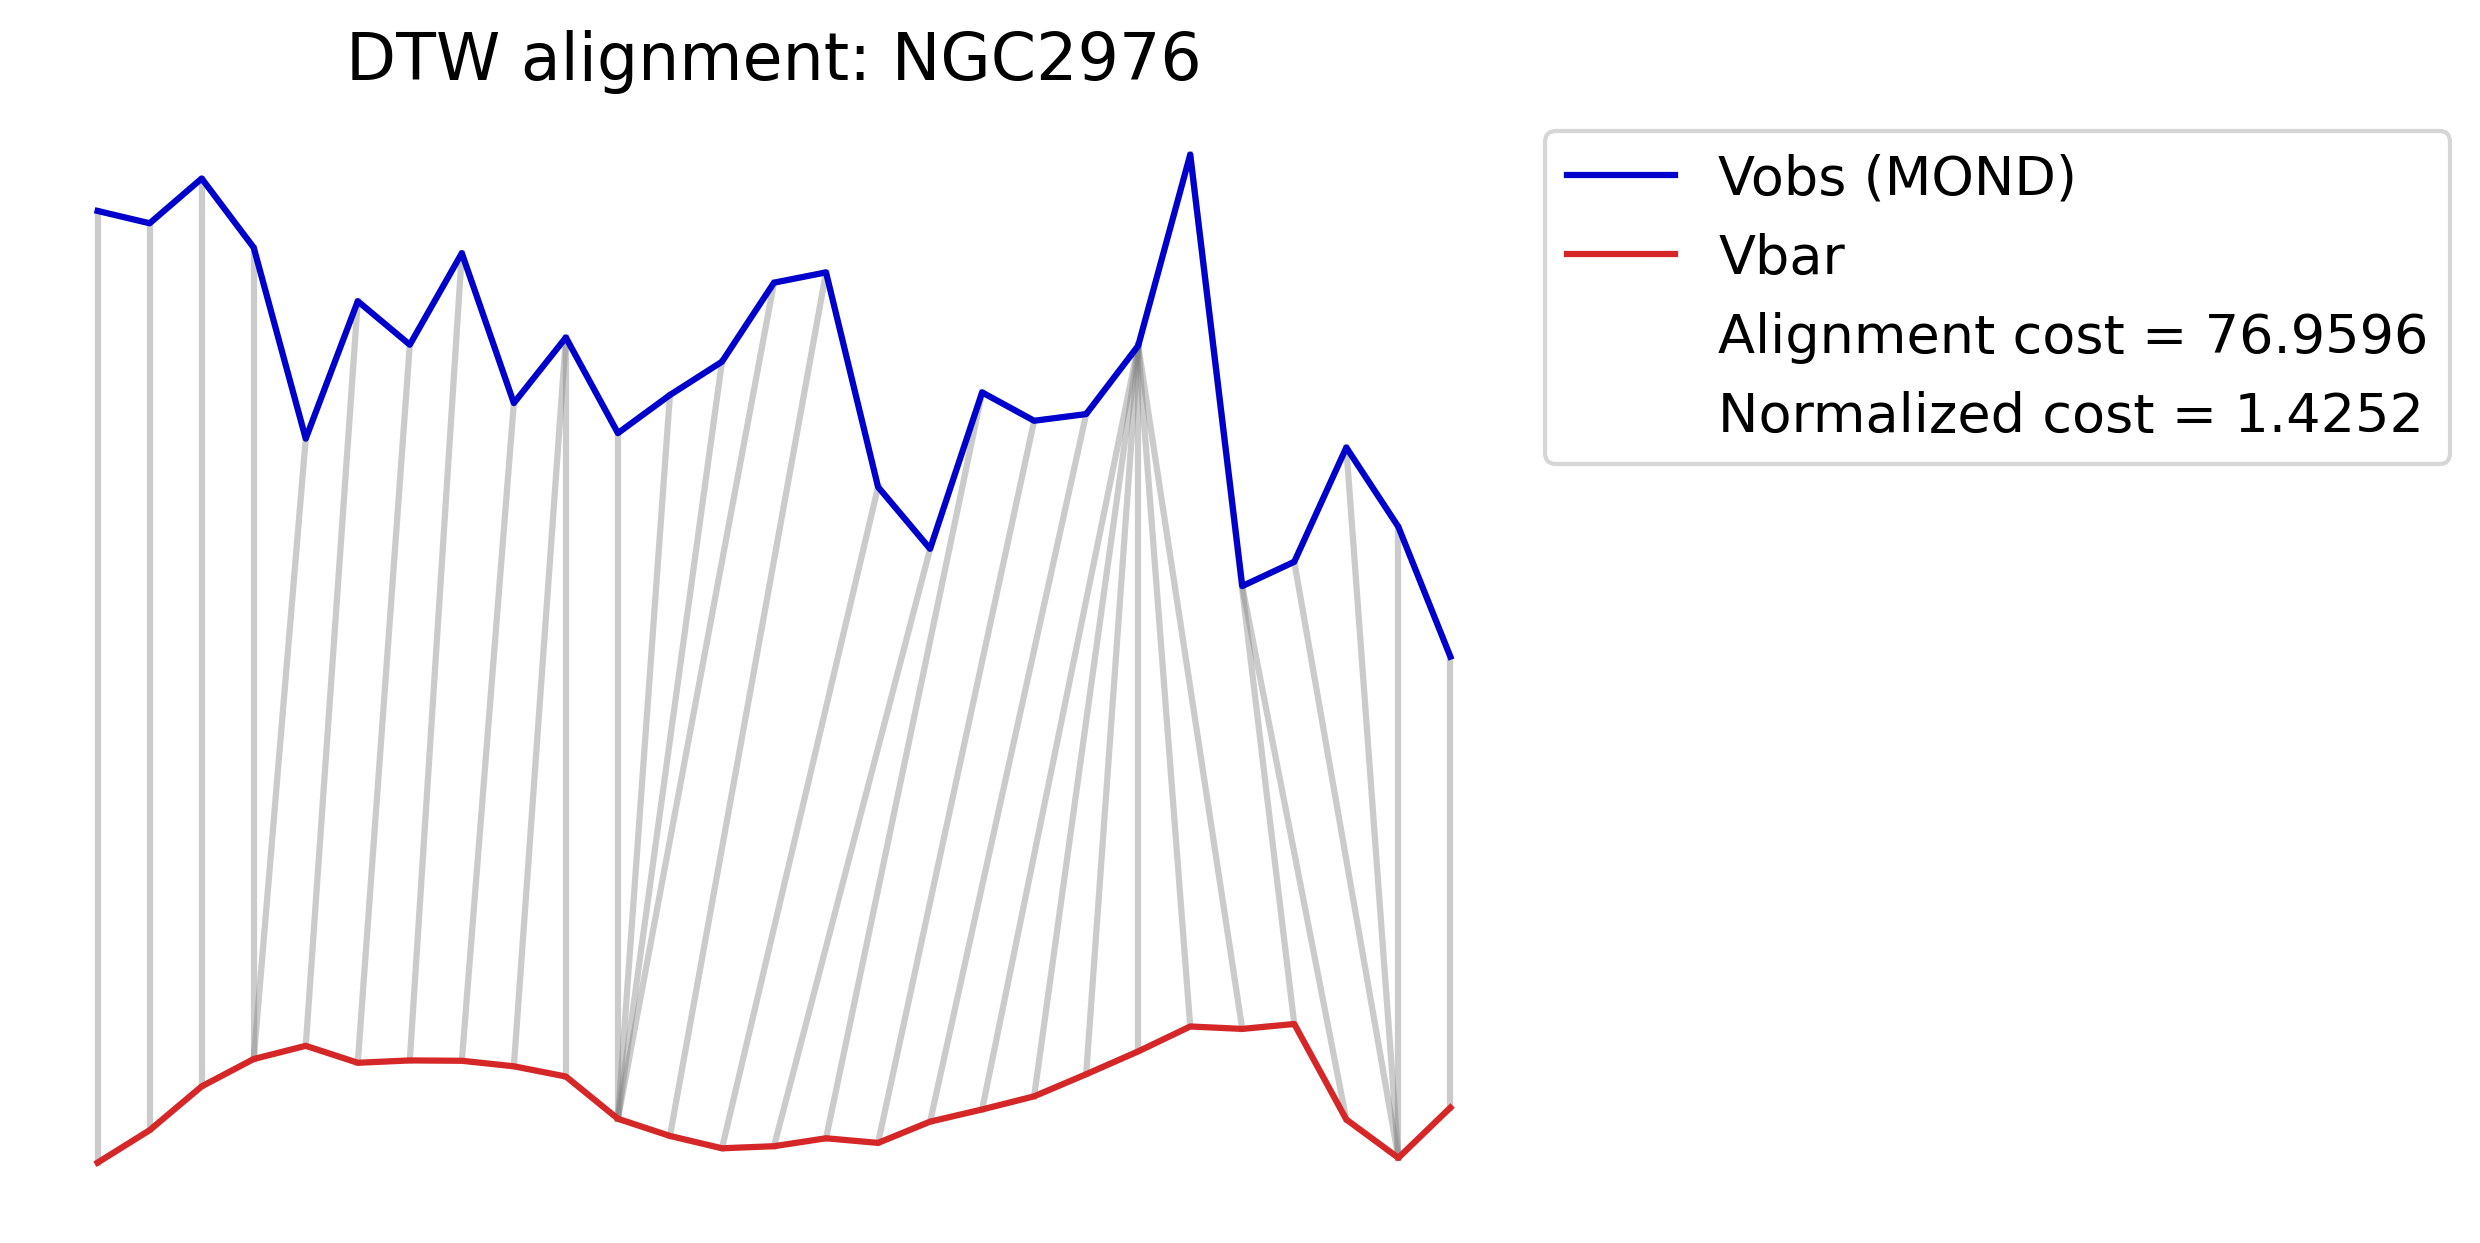 DTW alignment: NGC2976
Vobs (MOND)
Vbar
Alignment cost = 76.9596
Normalized cost = 1.4252